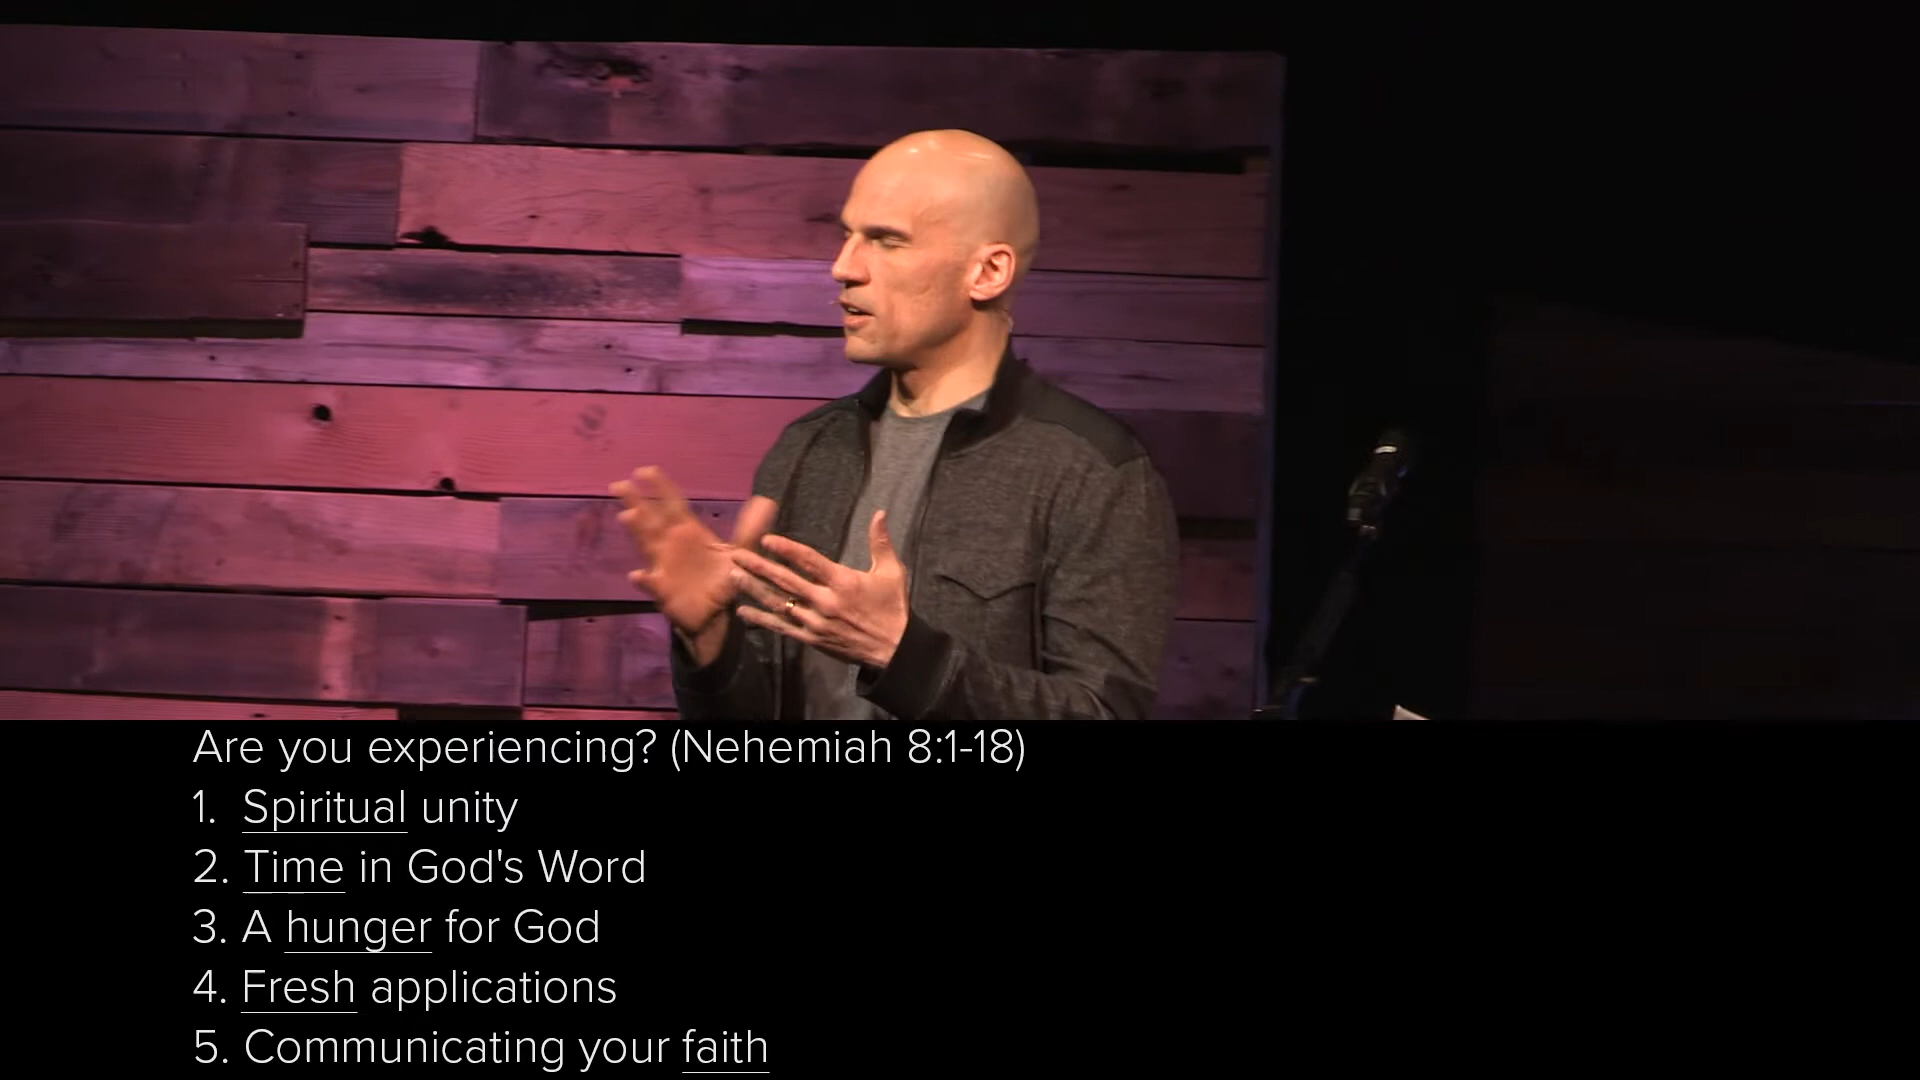 Are you experiencing? (Nehemiah 8:1-18)
1. Spiritual unity
2. Time in God's Word
3. A hunger for God
4. Fresh applications
5. Communicating your faith